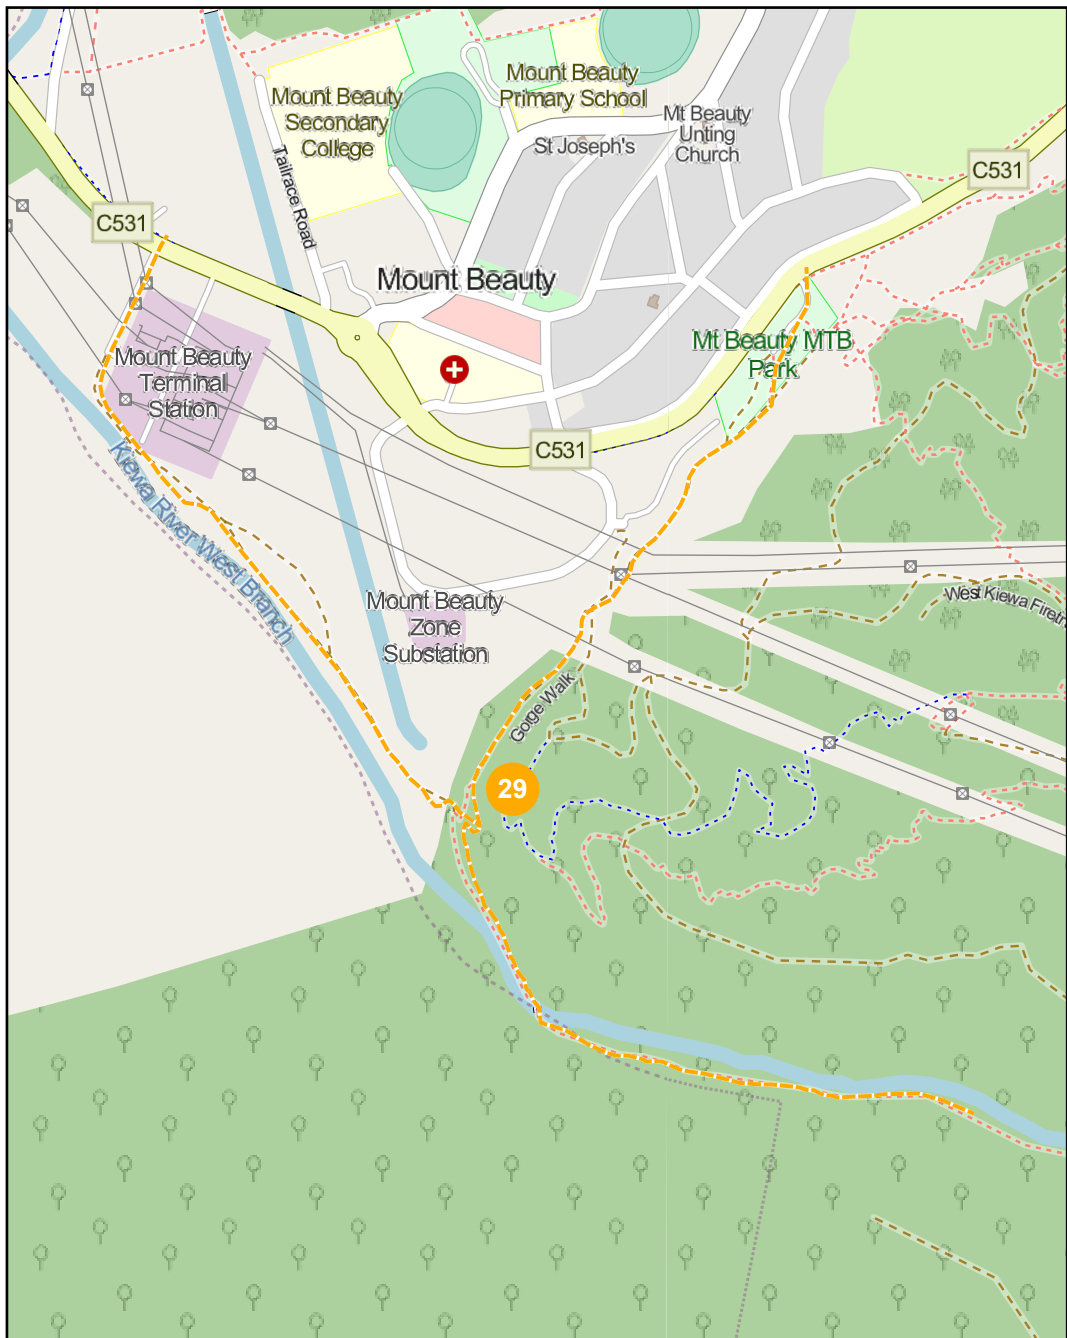 Mount Beauty
Primary School
Mount Beauty
Secondary
College
Mt Beauty
Unting
Church
St Joseph's
C531
Tailrace Road
C531
Mount Beauty
Mt Beauty MTB
Park
Mount Beauty
Terminal
Station
C531
Kiewa River West Branch
Mount Beauty
Zone
Substation
West Kiewa Firetr
Gorge Walk
29